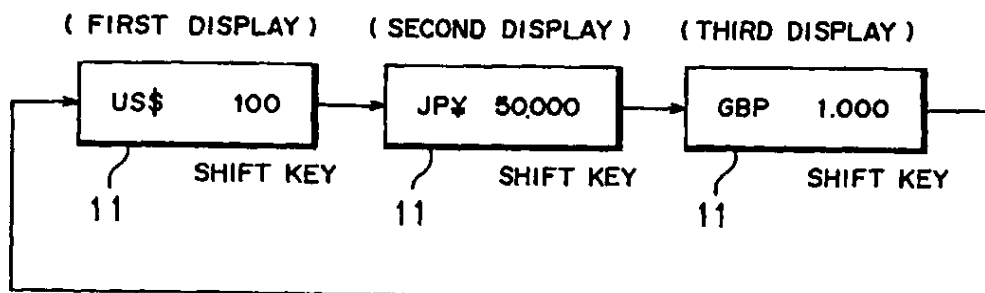 ( FIRST DISPLAY ) ( SECOND DISPLAY ) ( THIRD DISPLAY )
US$ 100 JP¥ 50,000 GBP 1.000
SHIFT KEY SHIFT KEY SHIFT KEY
11 11 11